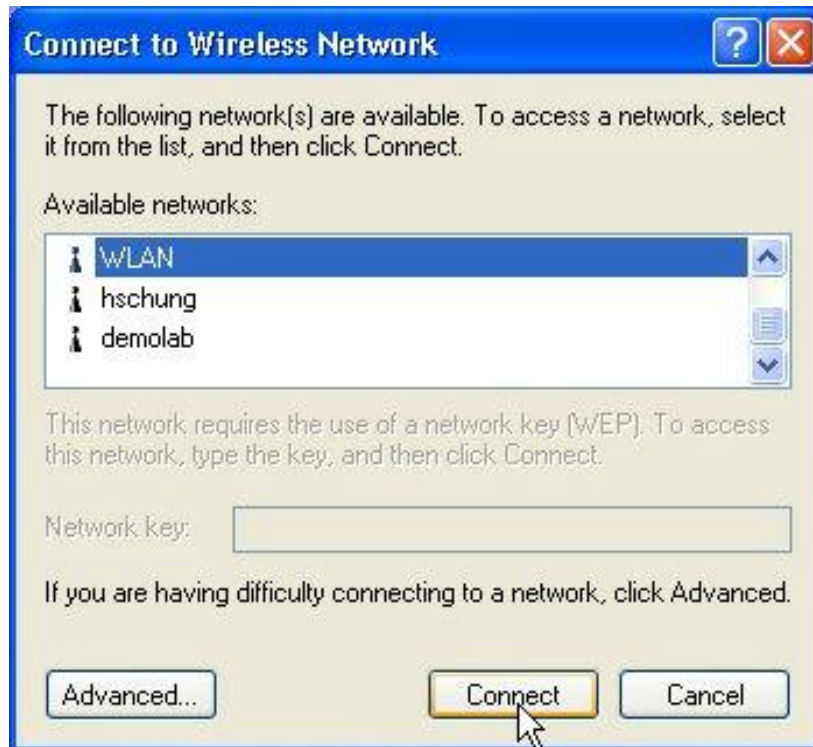 Connect to Wireless Network
The following network(s) are available. To access a network, select
it from the list, and then click Connect.
Available networks:
WLAN
hschung
demolab
This network requires the use of a network key (WEP). To access
this network, type the key, and then click Connect.
Network key:
If you are having difficulty connecting to a network, click Advanced.
Advanced... Connect Cancel